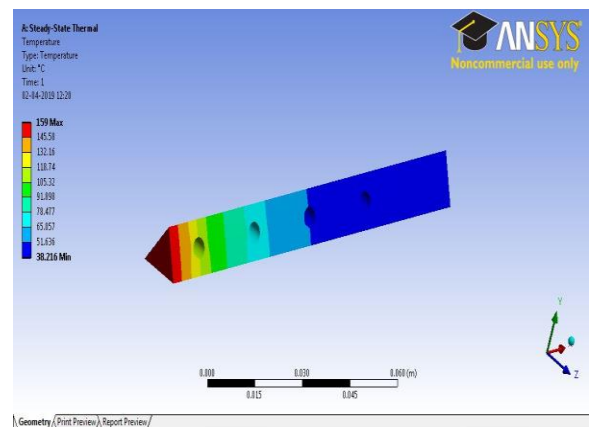 A: Steady-State Thermal
Temperature
Type: Temperature
Unit: °C
Time: 1
02-04-2019 12:20
159 Max
145.58
132.16
118.74
105.32
91.898
78.477
65.057
51.636
38.216 Min
ANSYS
Noncommercial use only
Y
Z
0.000
0.030
0.060 (m)
0.015
0.045
Geometry
Print Preview
Report Preview